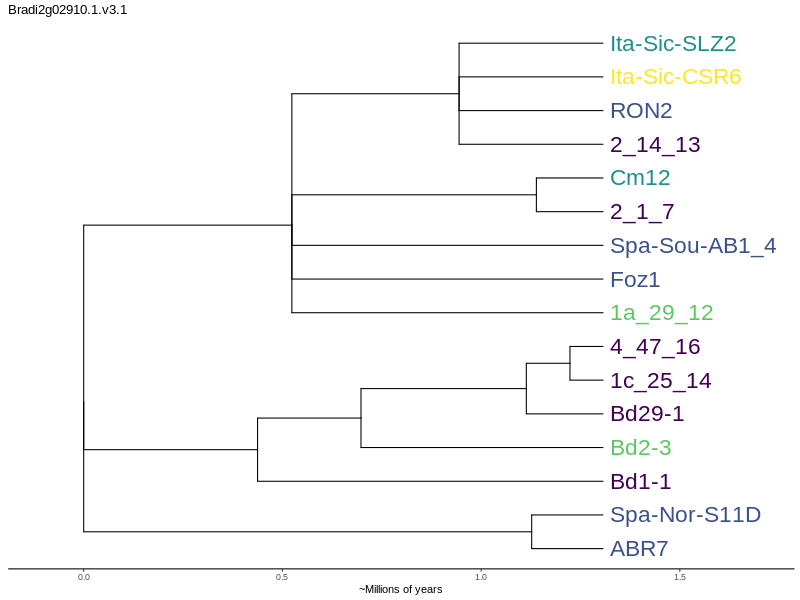 Bradi2g02910.1.v3.1
Ita-Sic-SLZ2
Ita-Sic-CSR6
RON2
2_14_13
Cm12
2_1_7
Spa-Sou-AB1_4
Foz1
1a_29_12
4_47_16
1c_25_14
Bd29-1
Bd2-3
Bd1-1
Spa-Nor-S11D
ABR7
0.0 0.5 1.0 1.5
~Millions of years